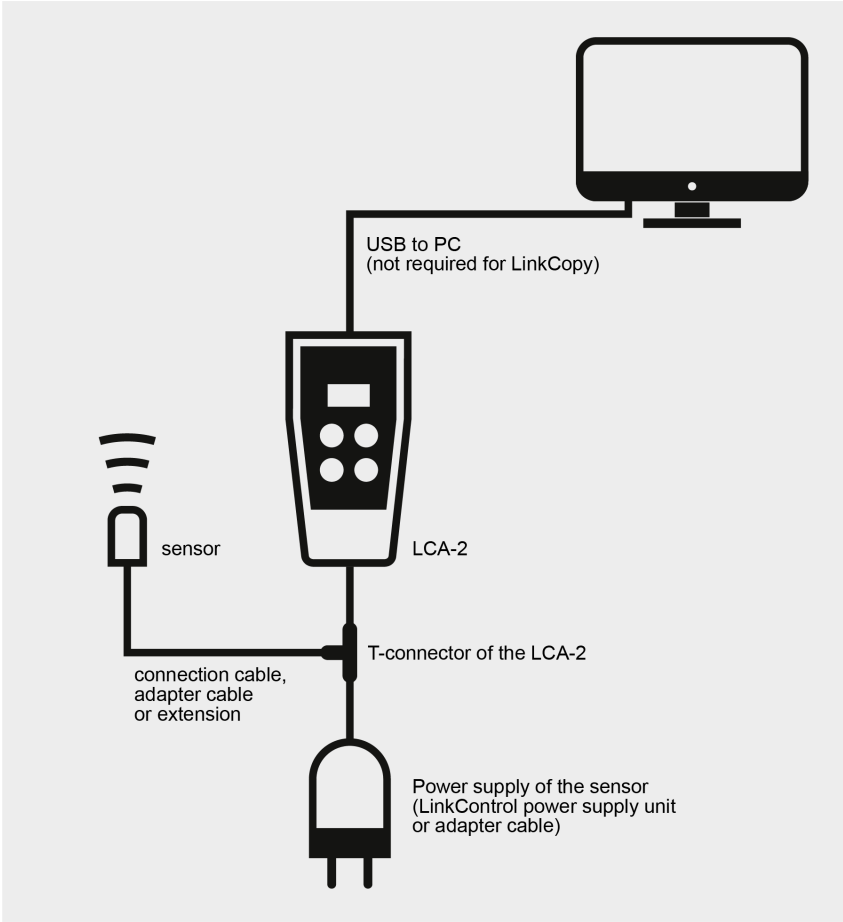 USB to PC
(not required for LinkCopy)
sensor
LCA-2
T-connector of the LCA-2
connection cable,
adapter cable
or extension
Power supply of the sensor
(LinkControl power supply unit
or adapter cable)